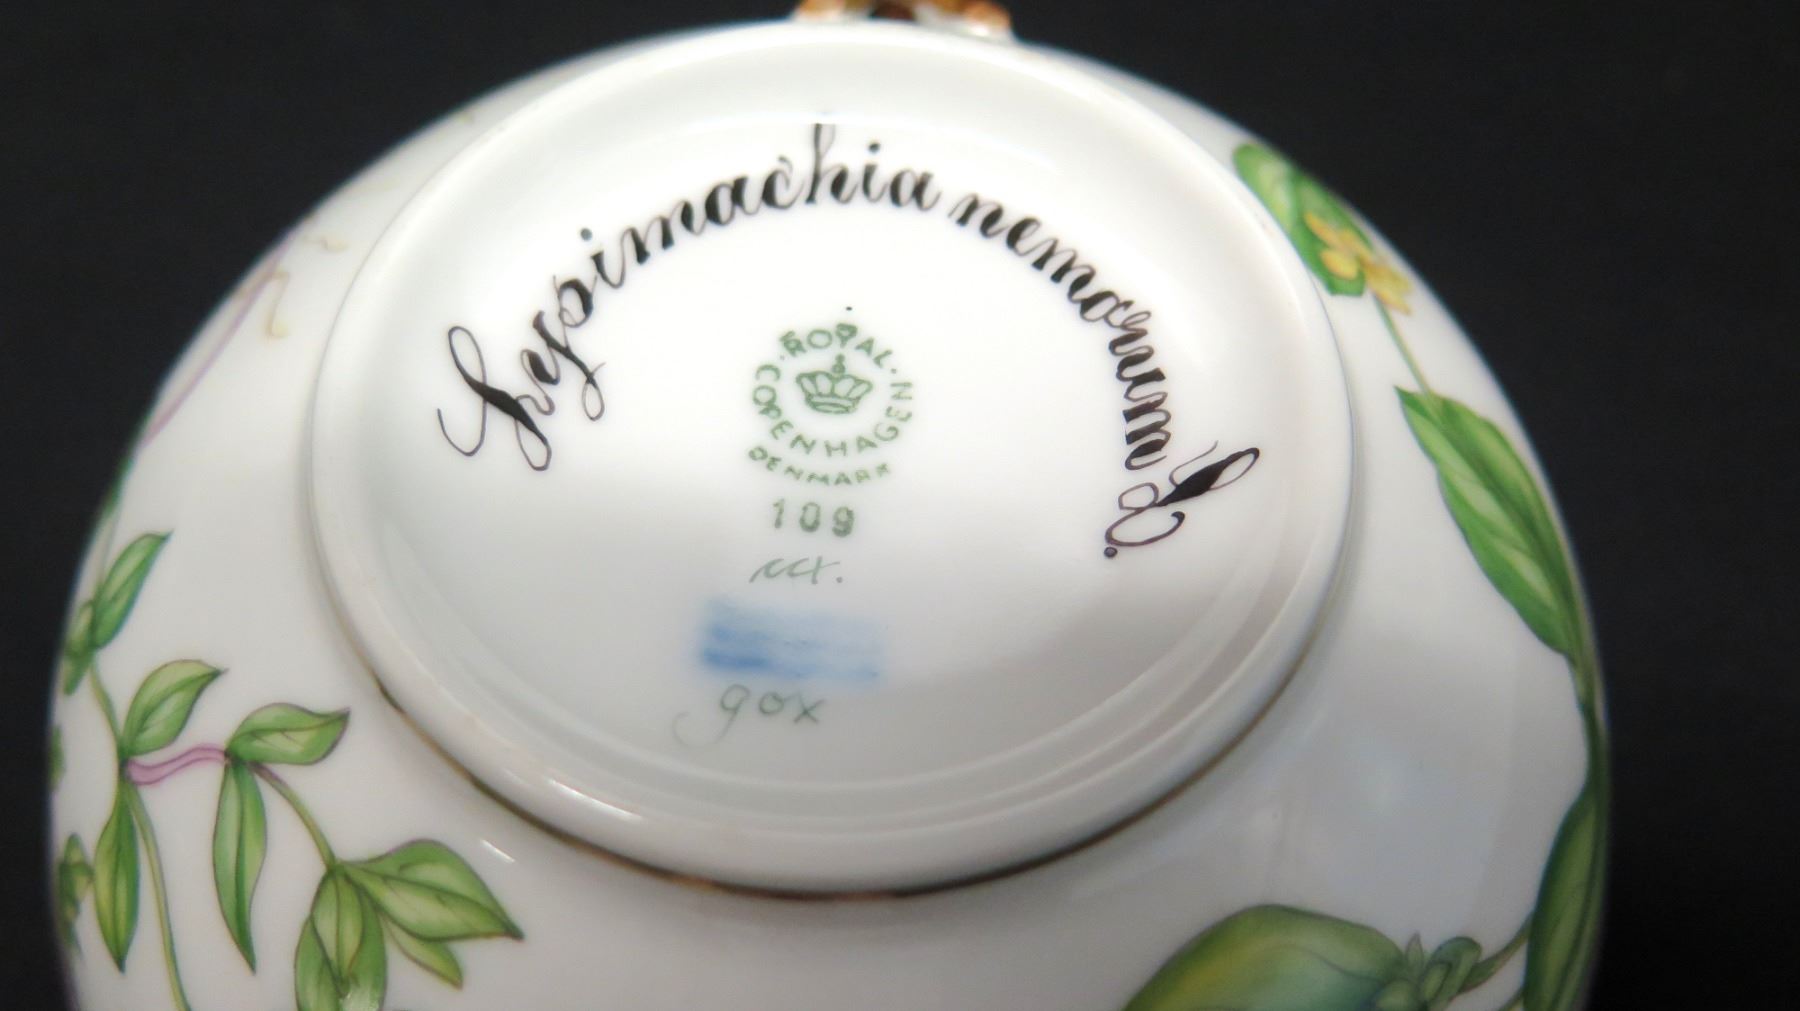 Lysimachia nemorum L.
ROYAL
COPENHAGEN
DENMARK
109
gox